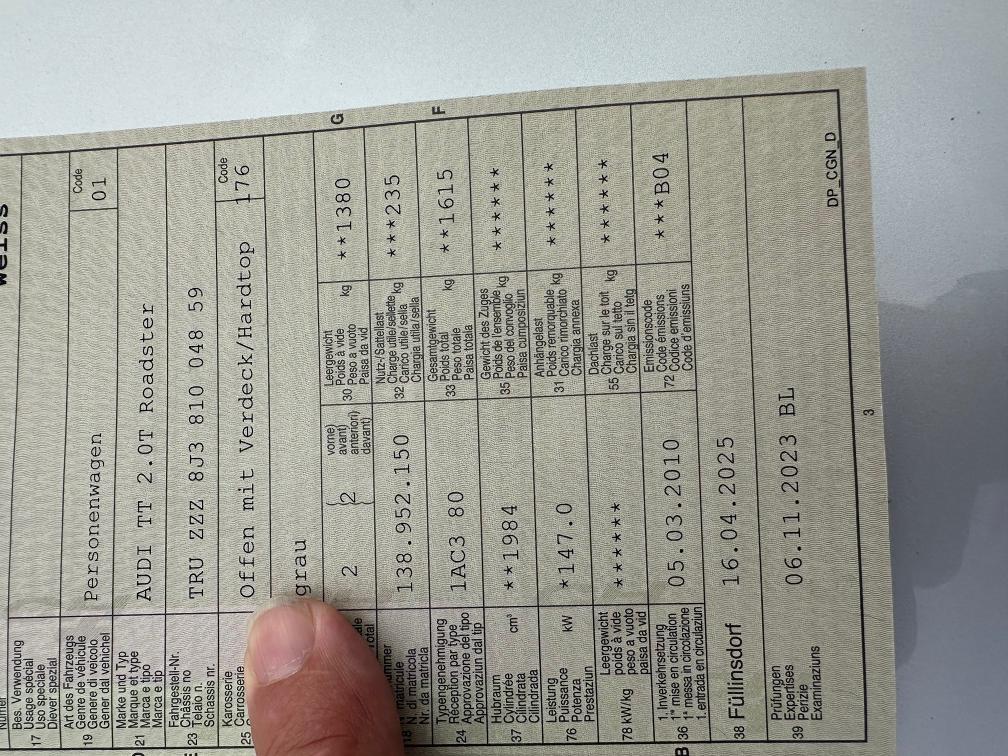 weiss
17 Bes. Verwendung
Usage spécial
Uso speciale
Diever spezial
19 Art des Fahrzeugs
Genre de véhicule
Genere di veicolo
Gener dal vehichel
Personenwagen
Code
01
21 Marke und Typ
Marque et type
Marca e tipo
Marca e tip
AUDI TT 2.0T Roadster
23 Fahrgestell-Nr.
Châssis no
Telaio n.
Schassis nr.
TRU ZZZ 8J3 810 048 59
25 Karosserie
Offen mit Verdeck/Hardtop
Code
176
grau
2
(2
vorne)
avant)
anteriori)
davant)
30 Leergewicht
Poids à vide
Peso a vuoto
Paisa da vid
kg
**1380
G
18
matricule
N. di matricola
Nr. da matricla
138.952.150
32 Nutz-/Sattellast
Charge utile/sellette
Carico utile/sella
Chargia utila/sella
kg
***235
24 Typengenehmigung
Réception par type
Approvazione del tipo
Approvaziun dal tip
1AC3 80
33 Gesamtgewicht
Poids total
Peso totale
Paisa totala
kg
**1615
F
37 Hubraum
Cylindrée
Cilindrata
Cilindrada
cm³
**1984
35 Gewicht des Zuges
Poids de l'ensemble
Peso del convoglio
Paisa cumposiziun
kg
******
76 Leistung
Puissance
Potenza
Prestaziun
kW
*147.0
31 Anhängelast
Poids remorquable
Carico rimorchiato
Chargia annexa
kg
******
78 kW/kg
Leergewicht
poids à vide
peso a vuoto
paisa da vid
******
55 Dachlast
Charge sur le toit
Carico sul tetto
Chargia sin il tetg
kg
******
B
36 1. Inverkehrsetzung
1re mise en circulation
1a messa in circolazione
1. entrada en circulaziun
05.03.2010
72 Emissionscode
Code émissions
Codice emissioni
Code d'emissiuns
***B04
38 Füllinsdorf
16.04.2025
39 Prüfungen
Expertises
Perizie
Examinaziuns
06.11.2023 BL
3
DP_CGN_D